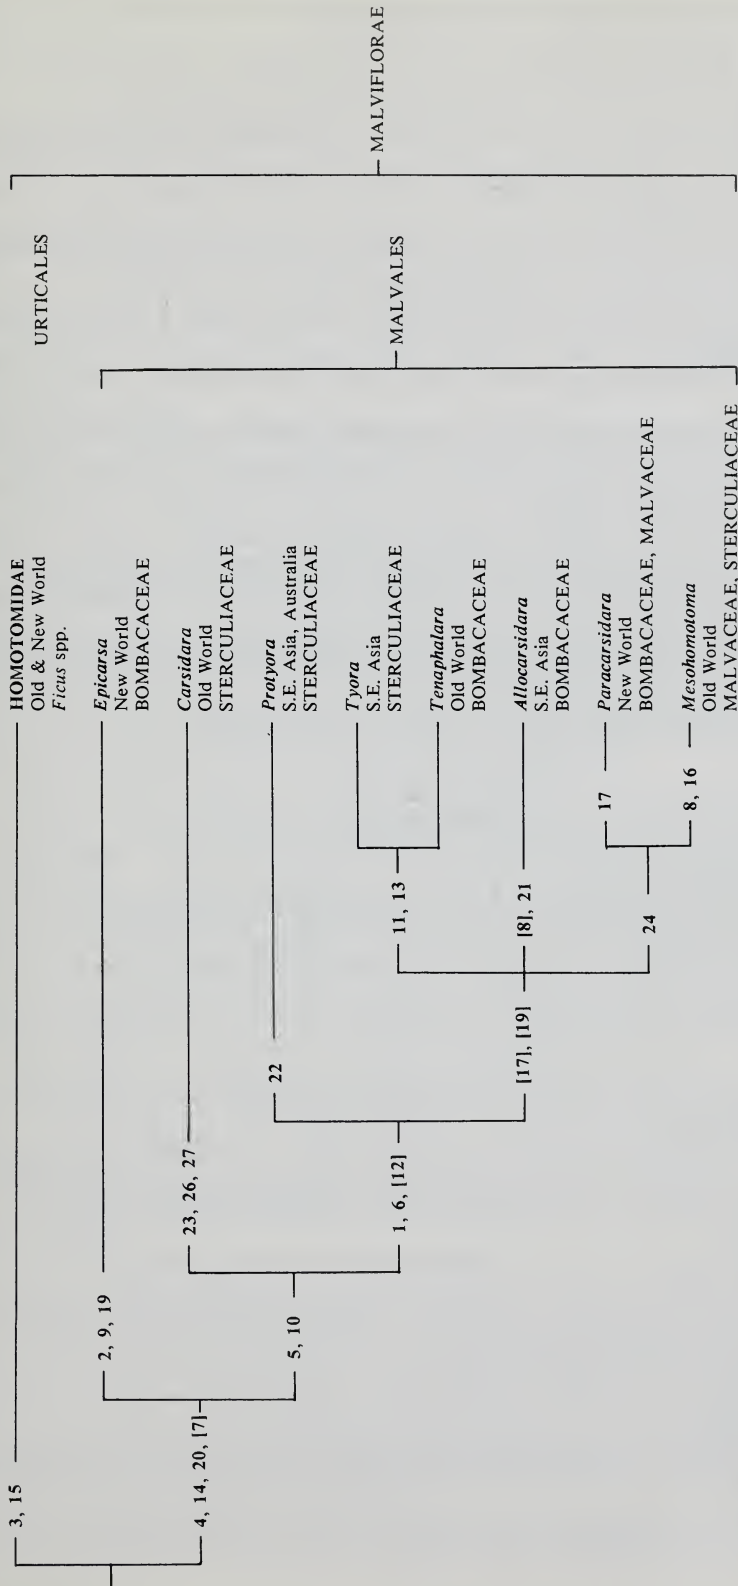 3, 15
HOMOTOMIDAE
Old & New World
Ficus spp.
URTICALES
MALVIFLORAE
4, 14, 20, [7]
2, 9, 19
Epicarsa
New World
BOMBACACEAE
MALVALES
5, 10
23, 26, 27
Carsidara
Old World
STERCULIACEAE
1, 6, [12]
22
Protyora
S.E. Asia, Australia
STERCULIACEAE
[17], [19]
11, 13
Tyora
S.E. Asia
STERCULIACEAE
Tenaphalara
Old World
BOMBACACEAE
[8], 21
Allocarsidara
S.E. Asia
BOMBACACEAE
24
17
Paracarsidara
New World
BOMBACACEAE, MALVACEAE
8, 16
Mesohomotoma
Old World
MALVACEAE, STERCULIACEAE